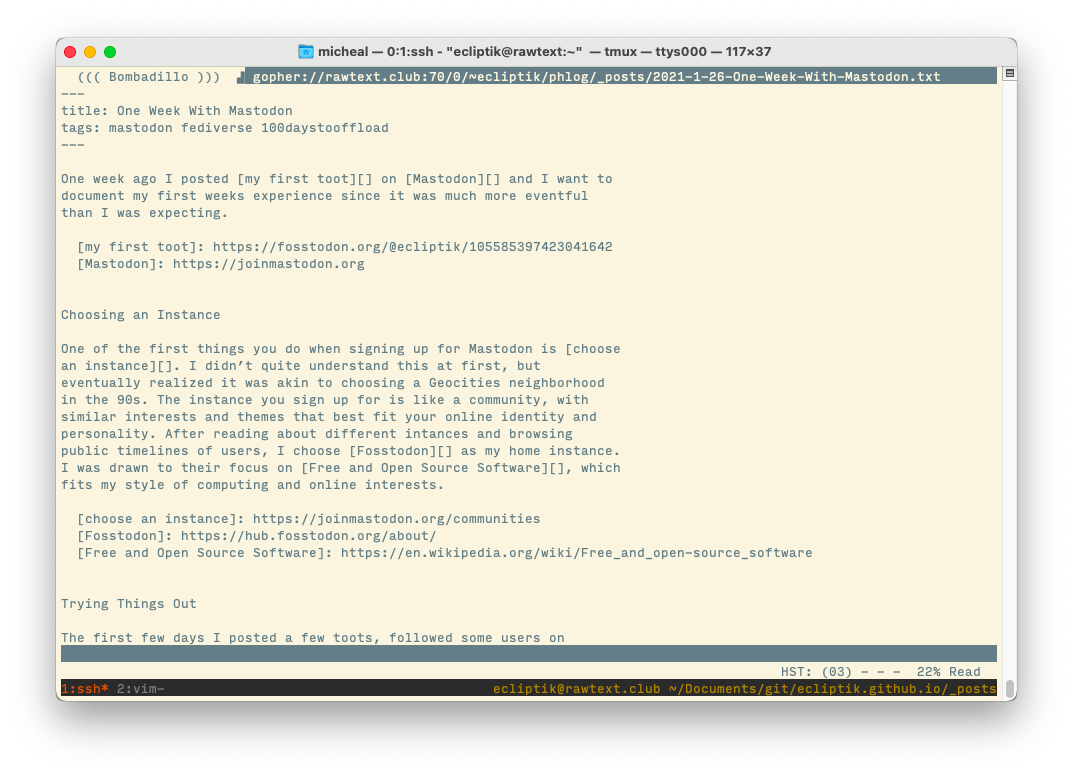 micheal — 0:1:ssh - "ecliptik@rawtext:~" — tmux — ttys000 — 117×37
((( Bombadillo ))) gopher://rawtext.club:70/0/~ecliptik/phlog/_posts/2021-1-26-One-Week-With-Mastodon.txt
---
title: One Week With Mastodon
tags: mastodon fediverse 100daystooffload
---
One week ago I posted [my first toot][] on [Mastodon][] and I want to
document my first weeks experience since it was much more eventful
than I was expecting.
[my first toot]: https://fosstodon.org/@ecliptik/105585397423041642
[Mastodon]: https://joinmastodon.org
Choosing an Instance
One of the first things you do when signing up for Mastodon is [choose
an instance][]. I didn’t quite understand this at first, but
eventually realized it was akin to choosing a Geocities neighborhood
in the 90s. The instance you sign up for is like a community, with
similar interests and themes that best fit your online identity and
personality. After reading about different intances and browsing
public timelines of users, I choose [Fosstodon][] as my home instance.
I was drawn to their focus on [Free and Open Source Software][], which
fits my style of computing and online interests.
[choose an instance]: https://joinmastodon.org/communities
[Fosstodon]: https://hub.fosstodon.org/about/
[Free and Open Source Software]: https://en.wikipedia.org/wiki/Free_and_open-source_software
Trying Things Out
The first few days I posted a few toots, followed some users on
HST: (03) - - - 22% Read
1:ssh* 2:vim- ecliptik@rawtext.club ~/Documents/git/ecliptik.github.io/_posts